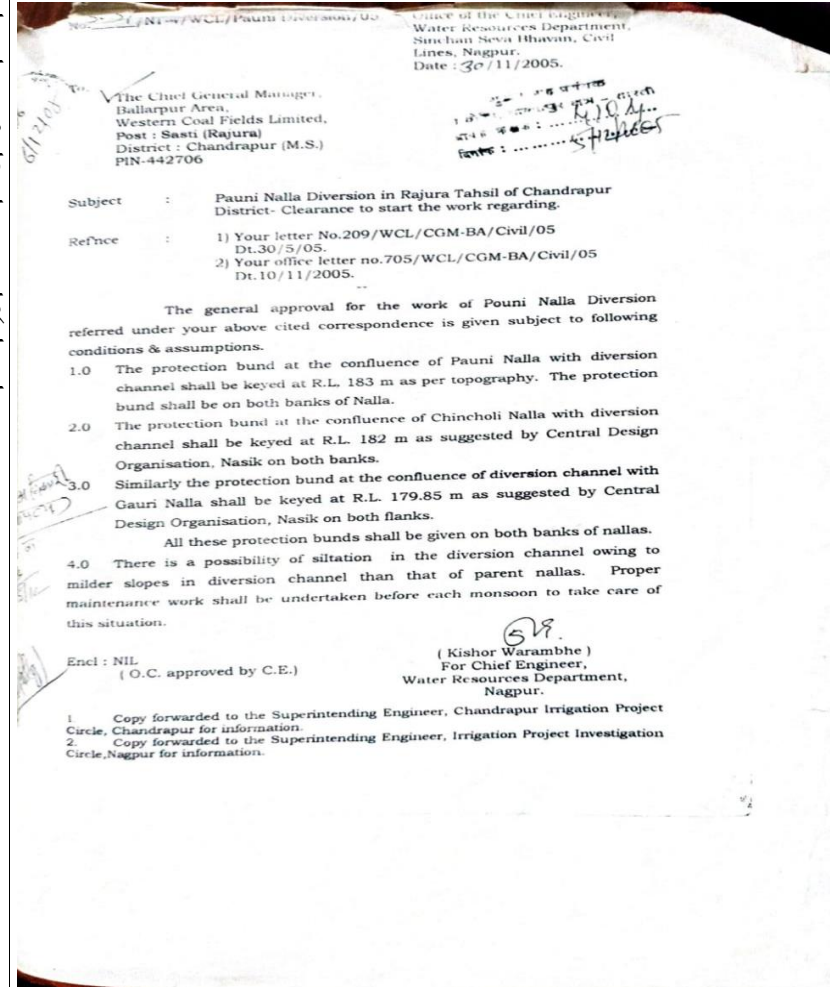 /WCL/Pauni Diversion/05
Office of the Chief Engineer,
Water Resources Department,
Sinchan Seva Bhavan, Civil
Lines, Nagpur.
Date : 30/11/2005.
To,
The Chief General Manager,
Ballarpur Area,
Western Coal Fields Limited,
Post : Sasti (Rajura)
District : Chandrapur (M.S.)
PIN-442706
Subject : Pauni Nalla Diversion in Rajura Tahsil of Chandrapur
District- Clearance to start the work regarding.
Ref'nce : 1) Your letter No.209/WCL/CGM-BA/Civil/05
Dt.30/5/05.
2) Your office letter no.705/WCL/CGM-BA/Civil/05
Dt.10/11/2005.
--
The general approval for the work of Pouni Nalla Diversion
referred under your above cited correspondence is given subject to following
conditions & assumptions.
1.0 The protection bund at the confluence of Pauni Nalla with diversion
channel shall be keyed at R.L. 183 m as per topography. The protection
bund shall be on both banks of Nalla.
2.0 The protection bund at the confluence of Chincholi Nalla with diversion
channel shall be keyed at R.L. 182 m as suggested by Central Design
Organisation, Nasik on both banks.
3.0 Similarly the protection bund at the confluence of diversion channel with
Gauri Nalla shall be keyed at R.L. 179.85 m as suggested by Central
Design Organisation, Nasik on both flanks.
All these protection bunds shall be given on both banks of nallas.
4.0 There is a possibility of siltation in the diversion channel owing to
milder slopes in diversion channel than that of parent nallas. Proper
maintenance work shall be undertaken before each monsoon to take care of
this situation.
Encl : NIL
( O.C. approved by C.E.)
( Kishor Warambhe )
For Chief Engineer,
Water Resources Department,
Nagpur.
1. Copy forwarded to the Superintending Engineer, Chandrapur Irrigation Project
Circle, Chandrapur for information.
2. Copy forwarded to the Superintending Engineer, Irrigation Project Investigation
Circle,Nagpur for information.